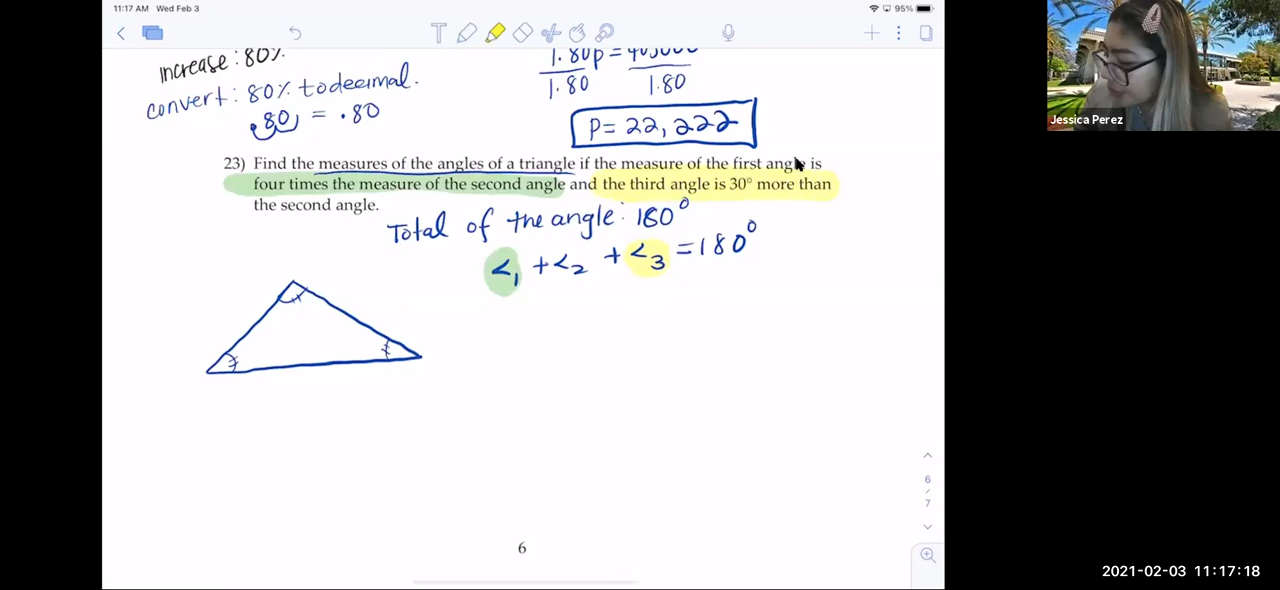 11:17 AM Wed Feb 3
95%
increase: 80%.
convert: 80% to decimal.
80 = .80
1.80p =
1.80 1.80
P = 22,222
23) Find the measures of the angles of a triangle if the measure of the first angle is
four times the measure of the second angle and the third angle is 30° more than
the second angle.
Total of the angle: 180°
<1 + <2 + <3 = 180°
6
6
/
7
Jessica Perez
2021-02-03 11:17:18